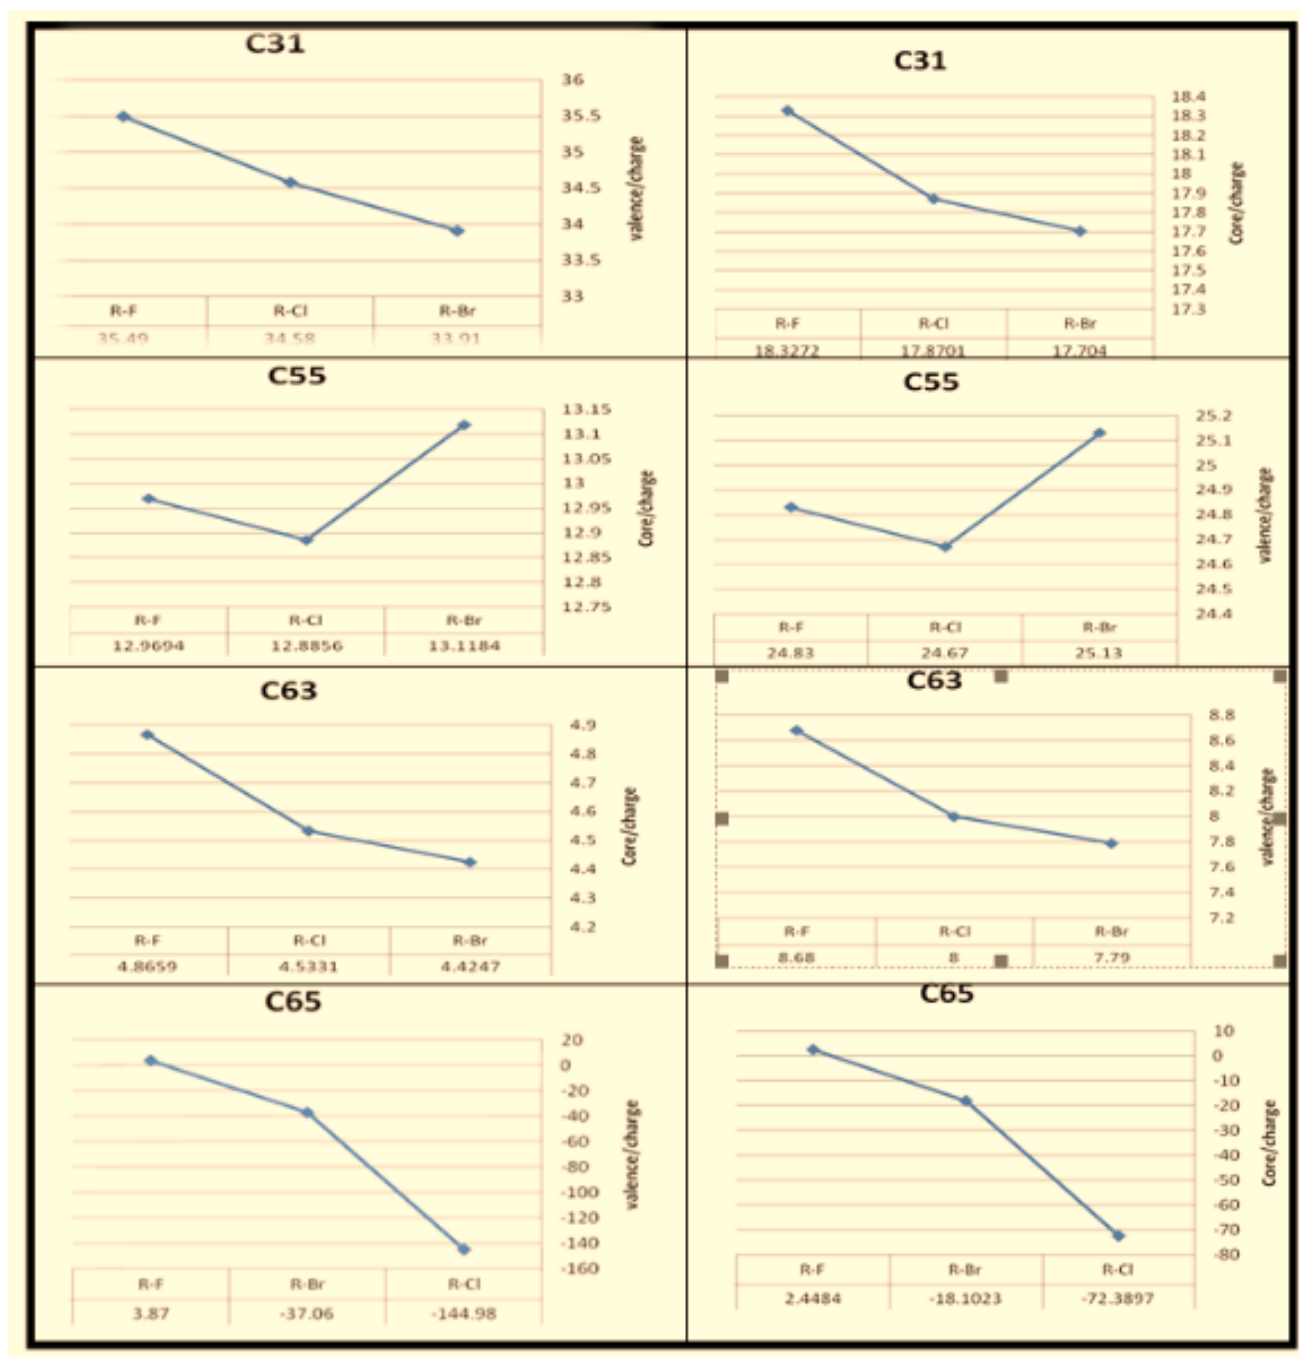 C31
36
35.5
35
34.5
34
33.5
33
valence/charge
R-F R-Cl R-Br
35.49 34.58 33.91
C31
18.4
18.3
18.2
18.1
18
17.9
17.8
17.7
17.6
17.5
17.4
17.3
Core/charge
R-F R-Cl R-Br
18.3272 17.8701 17.704
C55
13.15
13.1
13.05
13
12.95
12.9
12.85
12.8
12.75
Core/charge
R-F R-Cl R-Br
12.9694 12.8856 13.1184
C55
25.2
25.1
25
24.9
24.8
24.7
24.6
24.5
24.4
valence/charge
R-F R-Cl R-Br
24.83 24.67 25.13
C63
4.9
4.8
4.7
4.6
4.5
4.4
4.3
4.2
Core/charge
R-F R-Cl R-Br
4.8659 4.5331 4.4247
C63
8.8
8.6
8.4
8.2
8
7.8
7.6
7.4
7.2
valence/charge
R-F R-Cl R-Br
8.68 8 7.79
C65
20
0
-20
-40
-60
-80
-100
-120
-140
-160
valence/charge
R-F R-Br R-Cl
3.87 -37.06 -144.98
C65
10
0
-10
-20
-30
-40
-50
-60
-70
-80
Core/charge
R-F R-Br R-Cl
2.4484 -18.1023 -72.3897